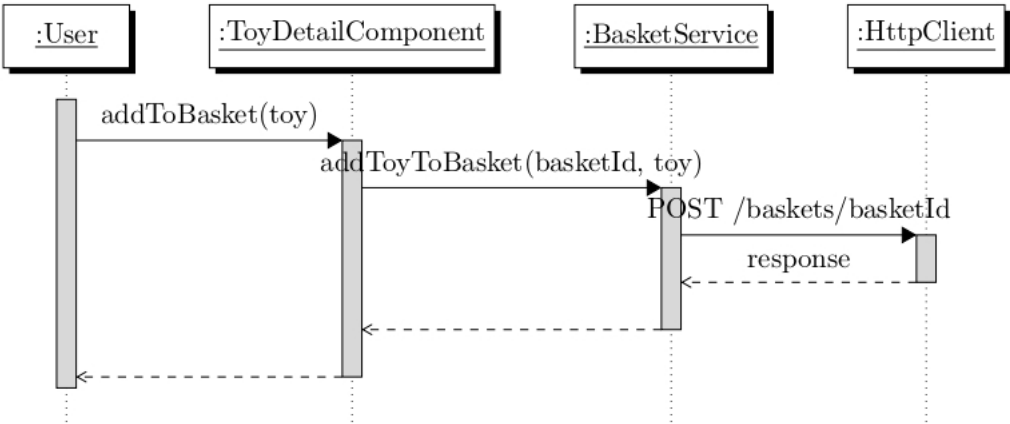 :User
:ToyDetailComponent
:BasketService
:HttpClient
addToBasket(toy)
addToyToBasket(basketId, toy)
POST /baskets/basketId
response